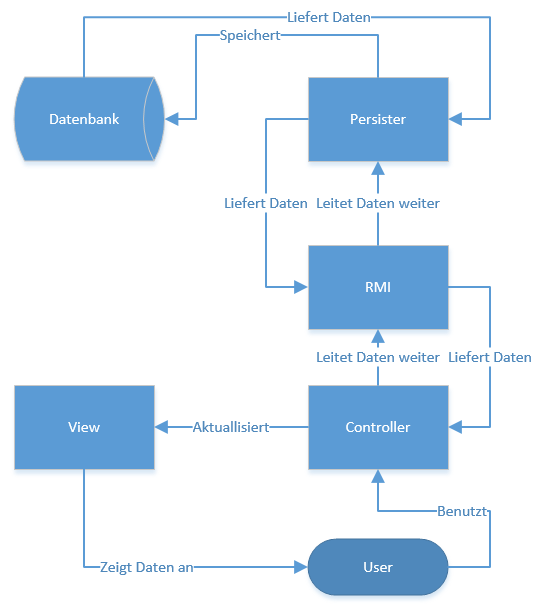 Liefert Daten
Speichert
Datenbank
Persister
Liefert Daten
Leitet Daten weiter
RMI
Leitet Daten weiter
Liefert Daten
View
Aktuallisiert
Controller
Benutzt
Zeigt Daten an
User